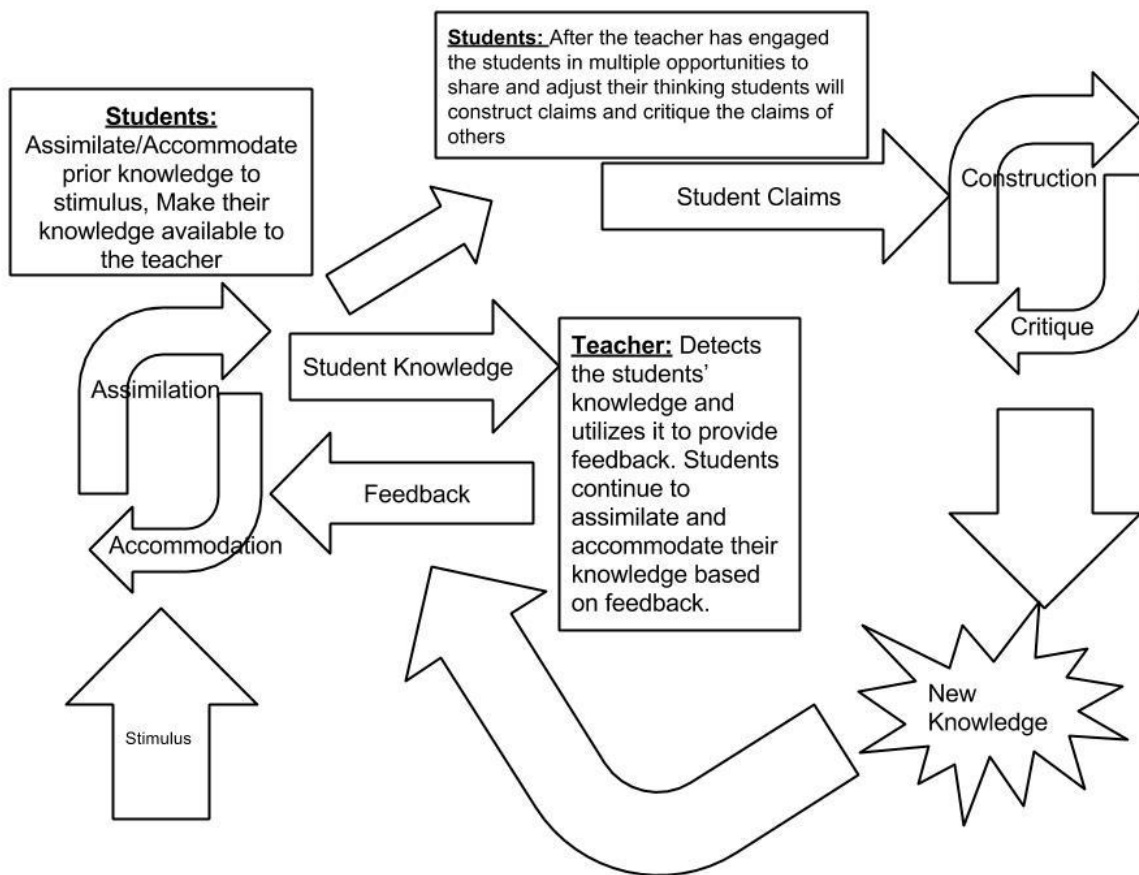 Students: After the teacher has engaged
the students in multiple opportunities to
share and adjust their thinking students will
construct claims and critique the claims of
others
Students:
Assimilate/Accommodate
prior knowledge to
stimulus, Make their
knowledge available to
the teacher
Student Claims
Construction
Critique
Assimilation
Student Knowledge
Teacher: Detects
the students'
knowledge and
utilizes it to provide
feedback. Students
continue to
assimilate and
accommodate their
knowledge based
on feedback.
Feedback
Accommodation
Stimulus
New
Knowledge